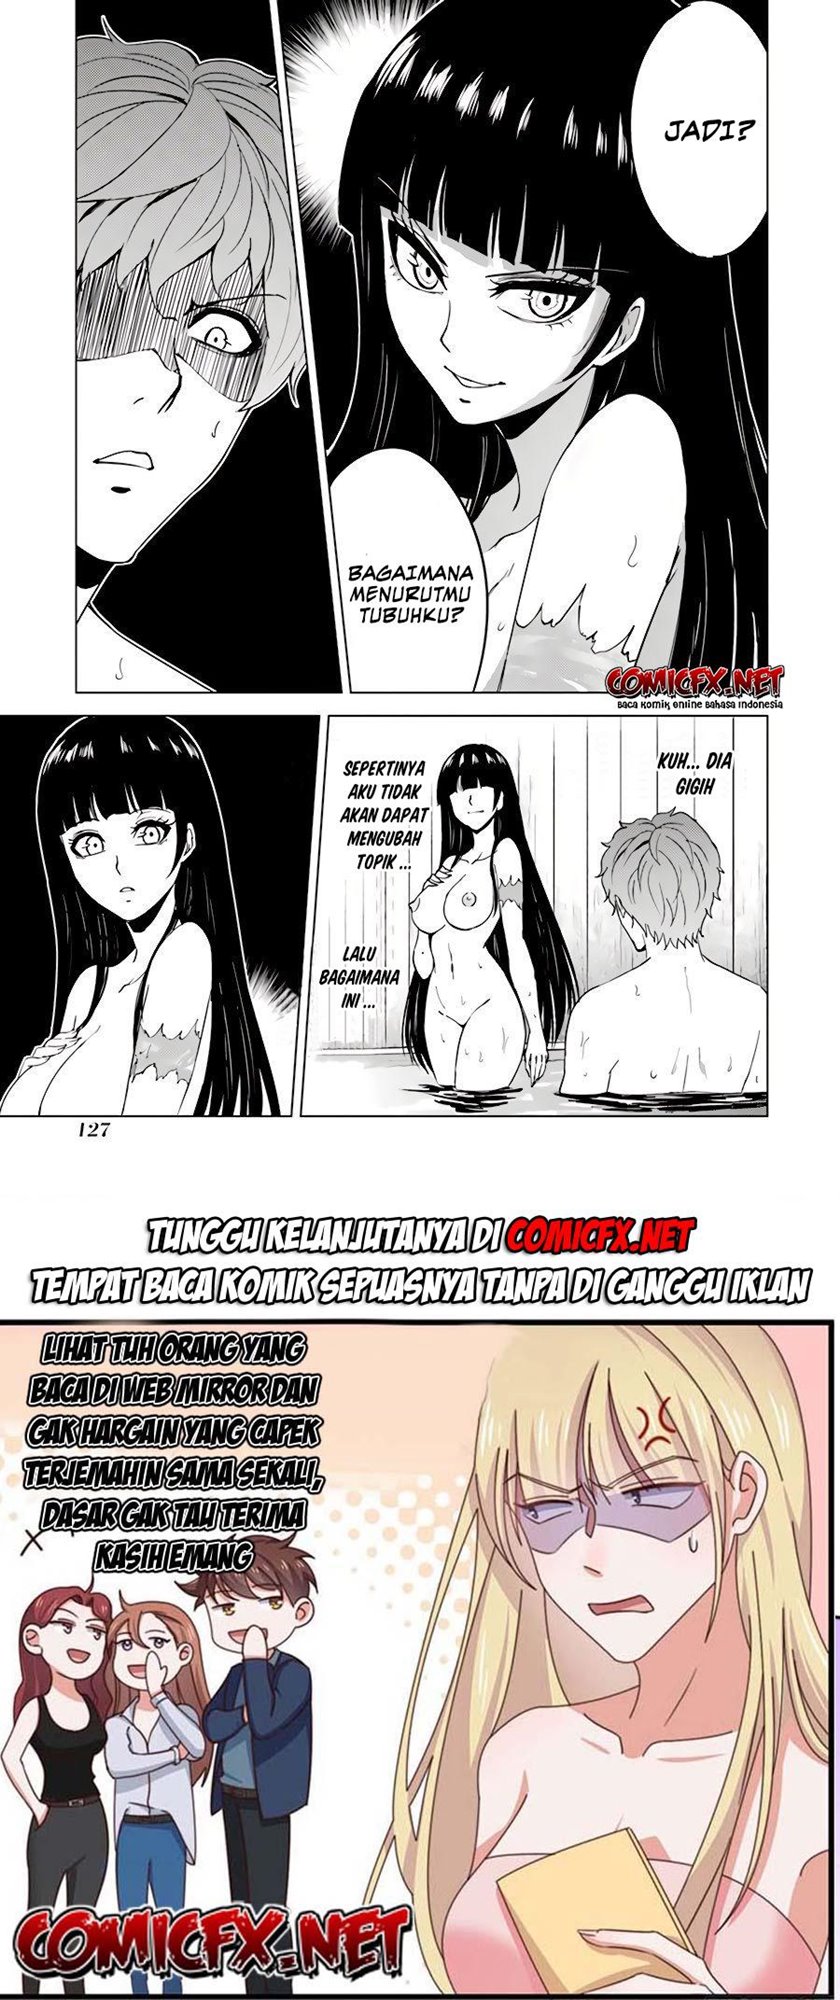 JADI?
BAGAIMANA
MENURUTMU
TUBUHKU?
COMICFX.NET
Baca Komik Online Bahasa Indonesia
SEPERTINYA
AKU TIDAK
AKAN DAPAT
MENGUBAH
TOPIK ...
KUH... DIA
GIGIH
LALU
BAGAIMANA
INI ...
127
TUNGGU KELANJUTANYA DI COMICFX.NET
TEMPAT BACA KOMIK SEPUASNYA TANPA DI GANGGU IKLAN
LIHAT TUH ORANG YANG
BACA DI WEB MIRROR DAN
GAK HARGAIN YANG CAPEK
TERJEMAHIN SAMA SEKALI,
DASAR GAK TAU TERIMA
KASIH EMANG
COMICFX.NET